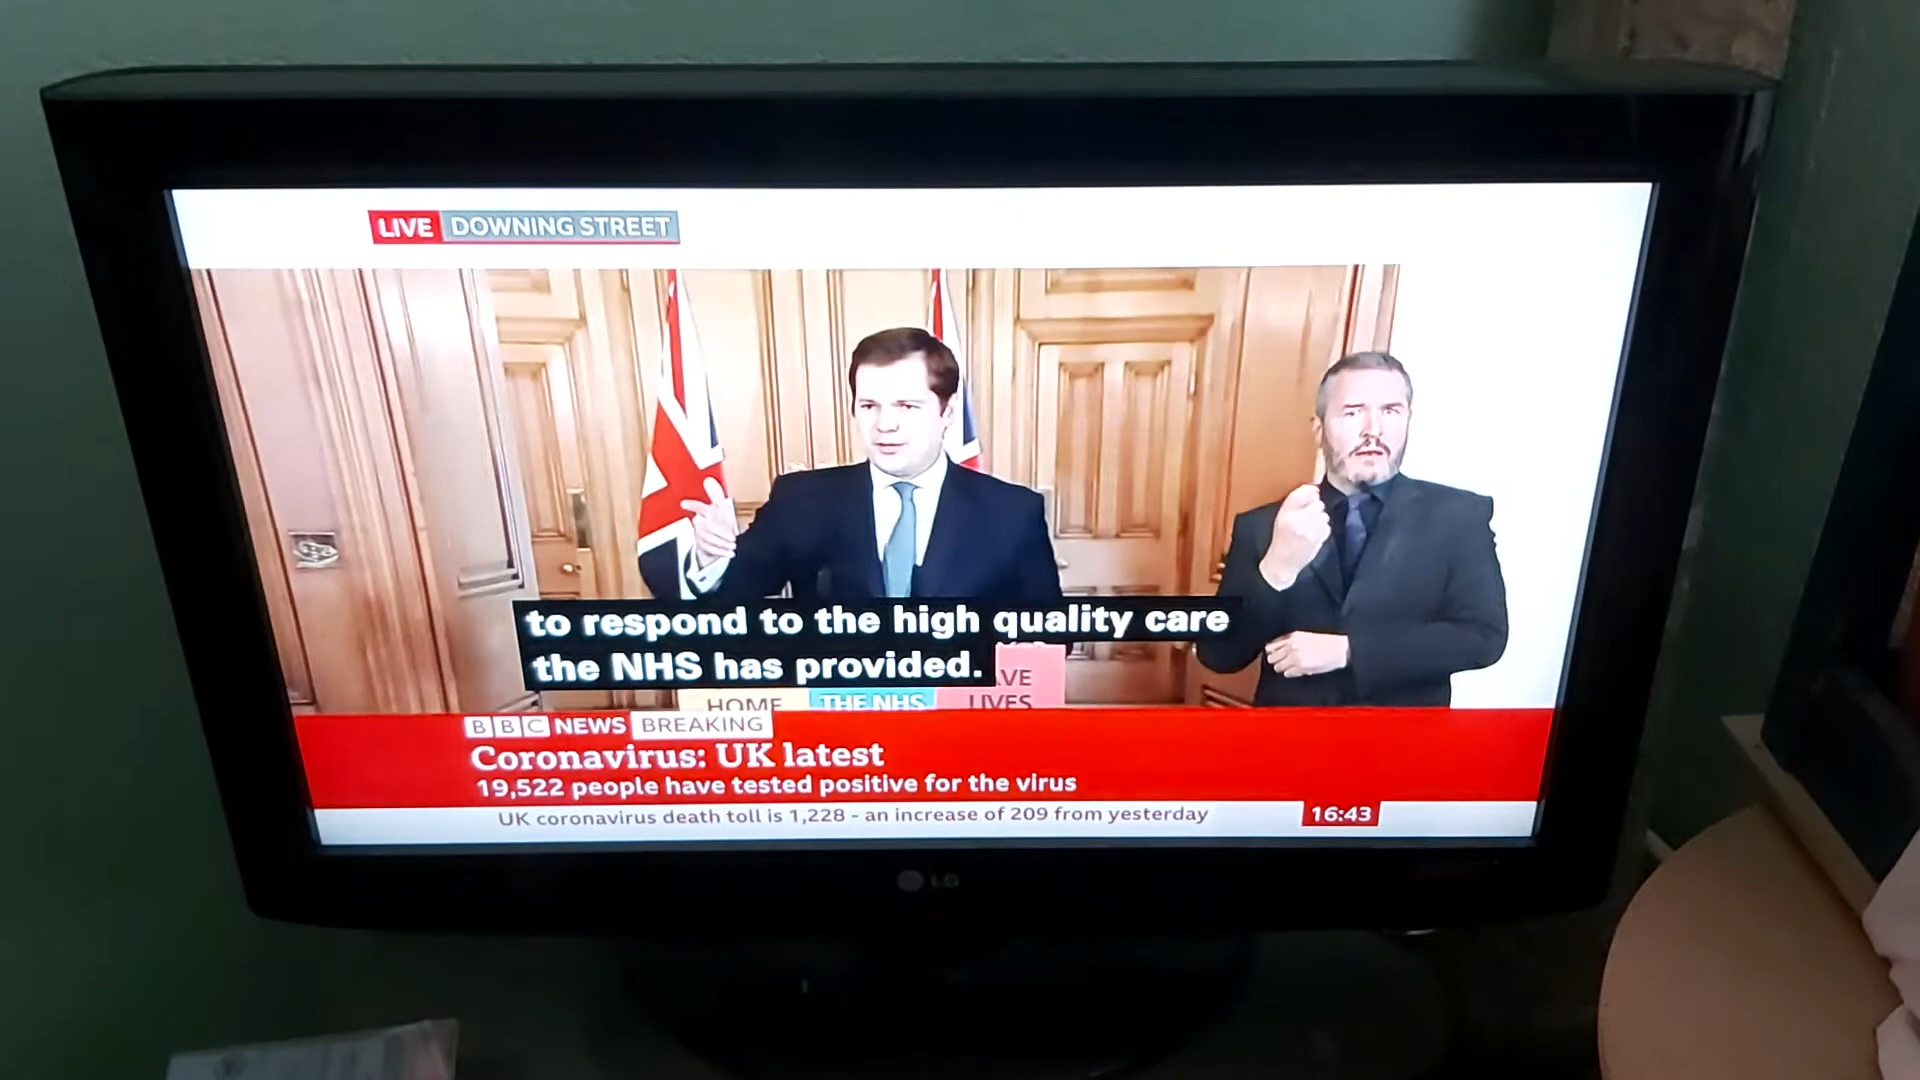 LIVE DOWNING STREET
to respond to the high quality care
the NHS has provided.
HOME THE NHS LIVES
BBC NEWS BREAKING
Coronavirus: UK latest
19,522 people have tested positive for the virus
UK coronavirus death toll is 1,228 - an increase of 209 from yesterday
16:43
LG